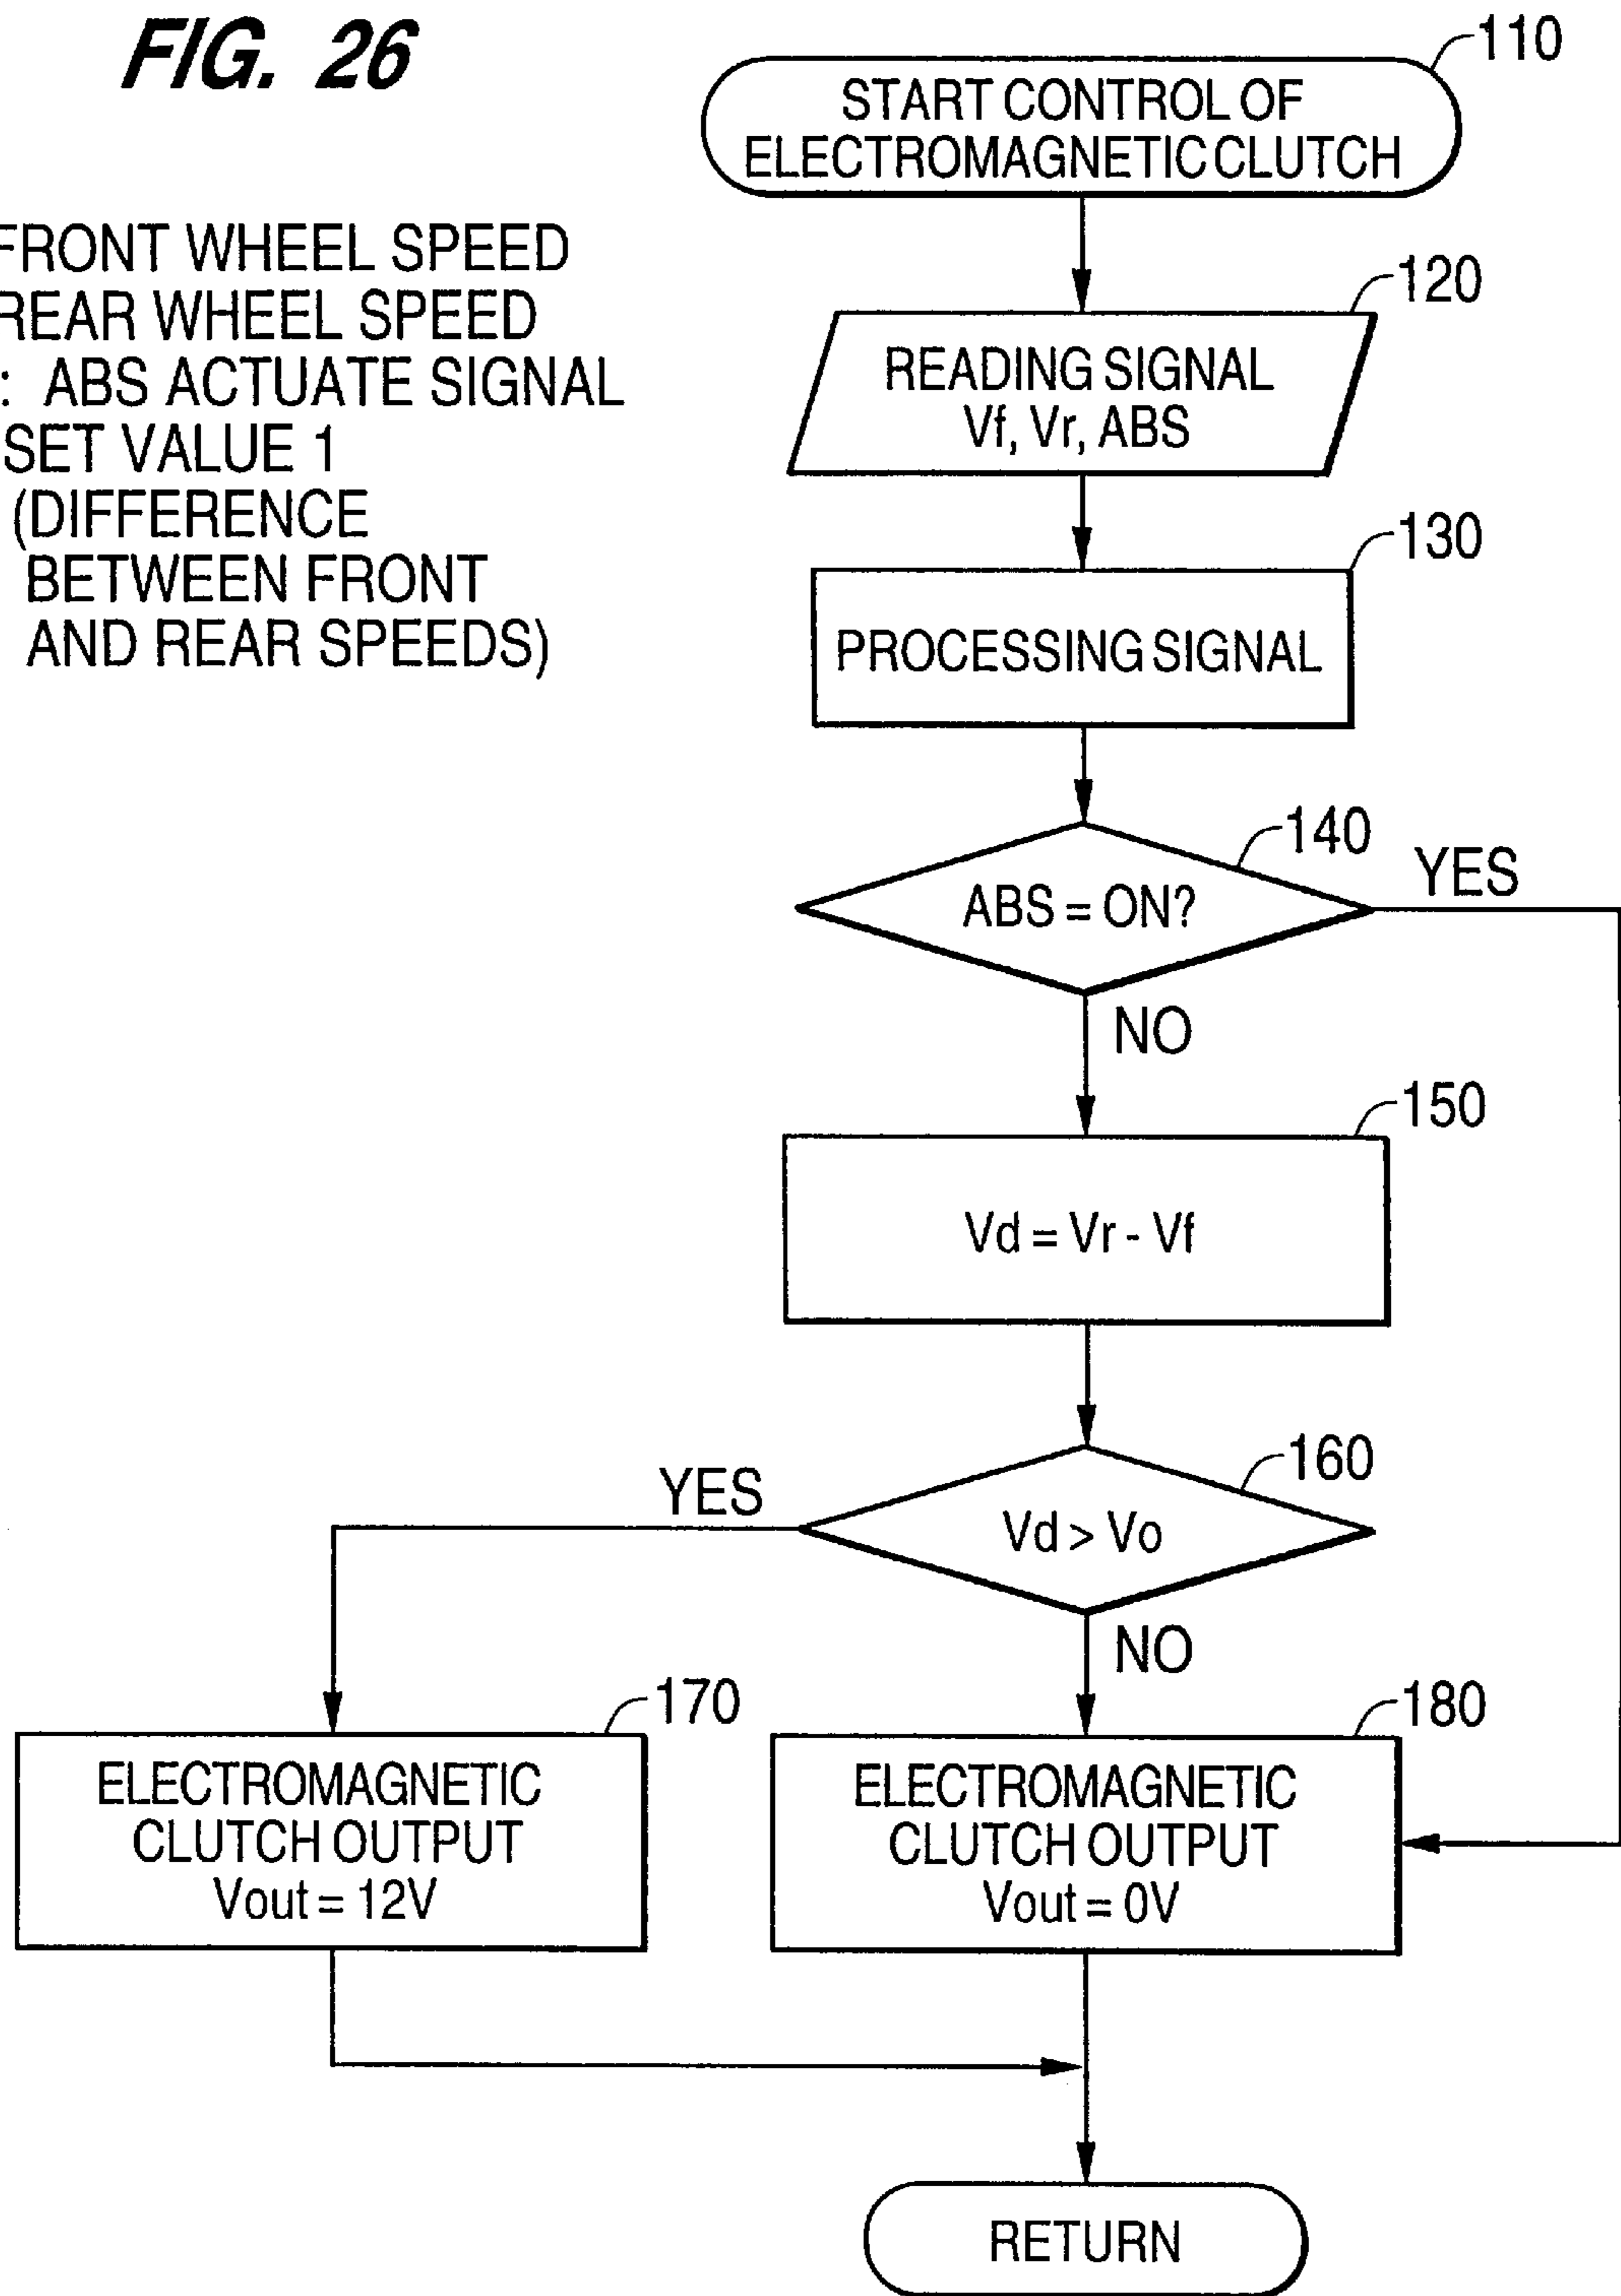 FIG. 26
FRONT WHEEL SPEED
REAR WHEEL SPEED
: ABS ACTUATE SIGNAL
SET VALUE 1
(DIFFERENCE
BETWEEN FRONT
AND REAR SPEEDS)
110
START CONTROL OF
ELECTROMAGNETIC CLUTCH
120
READING SIGNAL
Vf, Vr, ABS
130
PROCESSING SIGNAL
140
ABS = ON?
YES
NO
150
Vd = Vr - Vf
160
Vd > Vo
YES
NO
170
ELECTROMAGNETIC
CLUTCH OUTPUT
Vout = 12V
180
ELECTROMAGNETIC
CLUTCH OUTPUT
Vout = 0V
RETURN